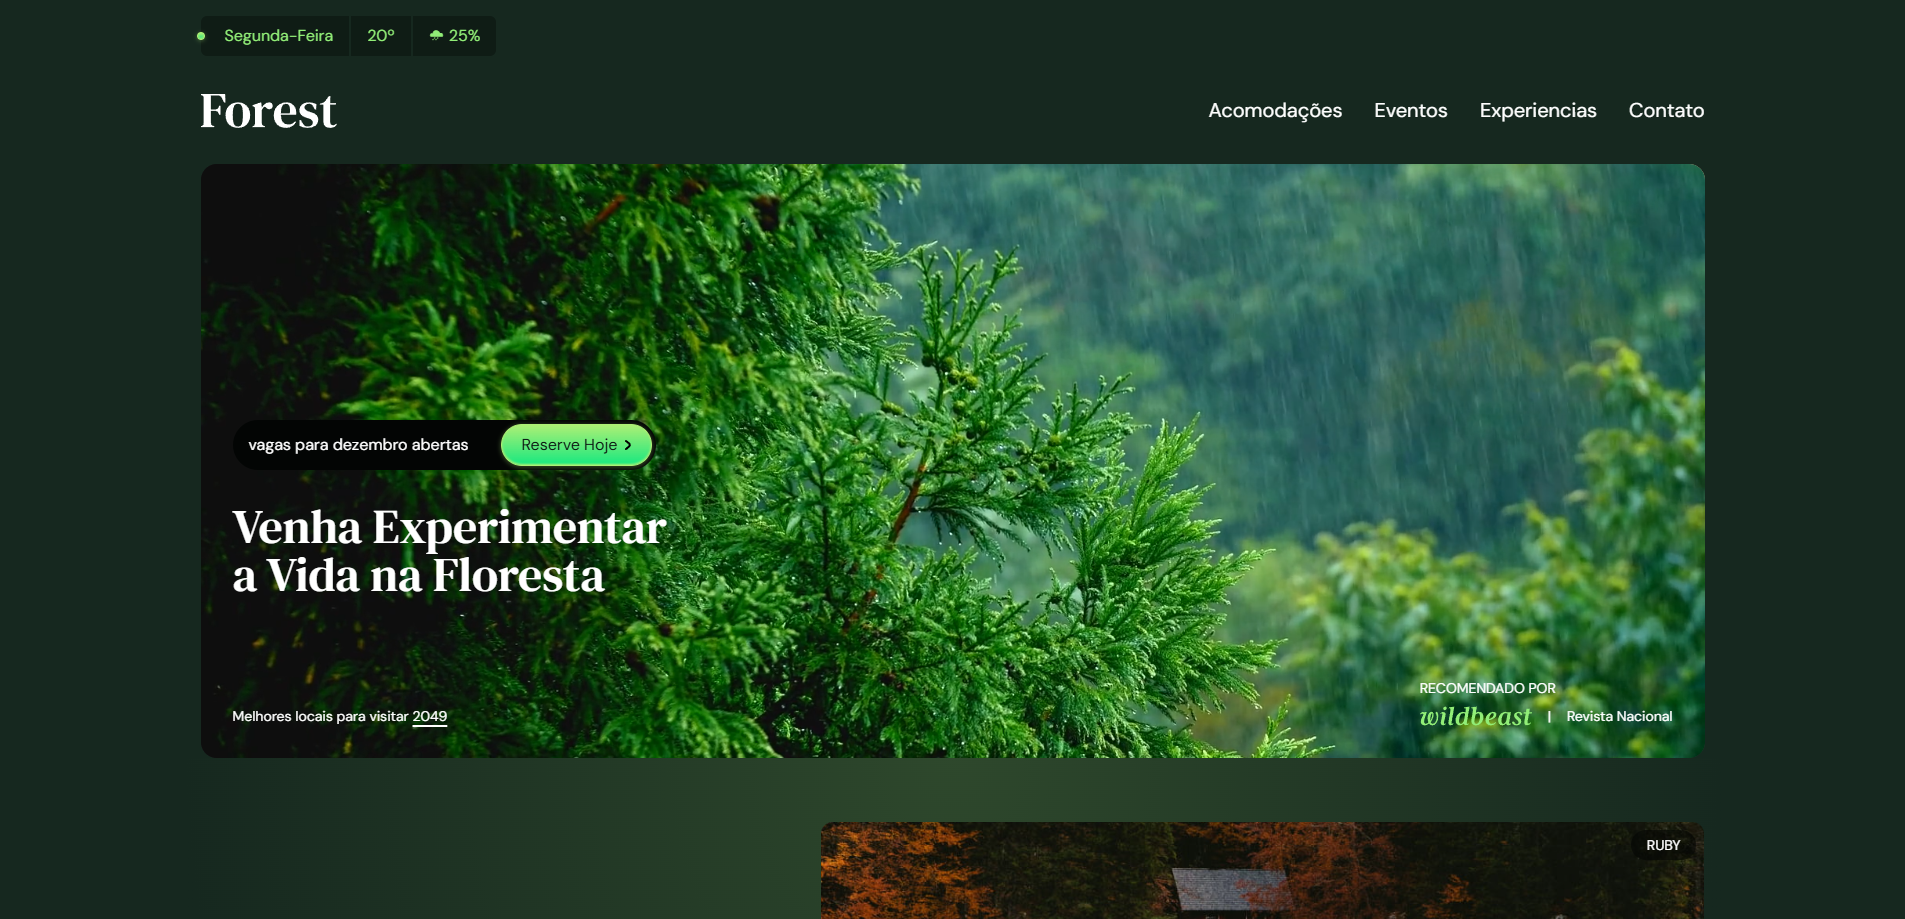 Segunda-Feira 20º 25%
Forest
Acomodações Eventos Experiencias Contato
vagas para dezembro abertas Reserve Hoje
Venha Experimentar
a Vida na Floresta
Melhores locais para visitar 2049
RECOMENDADO POR
wildbeast | Revista Nacional
RUBY